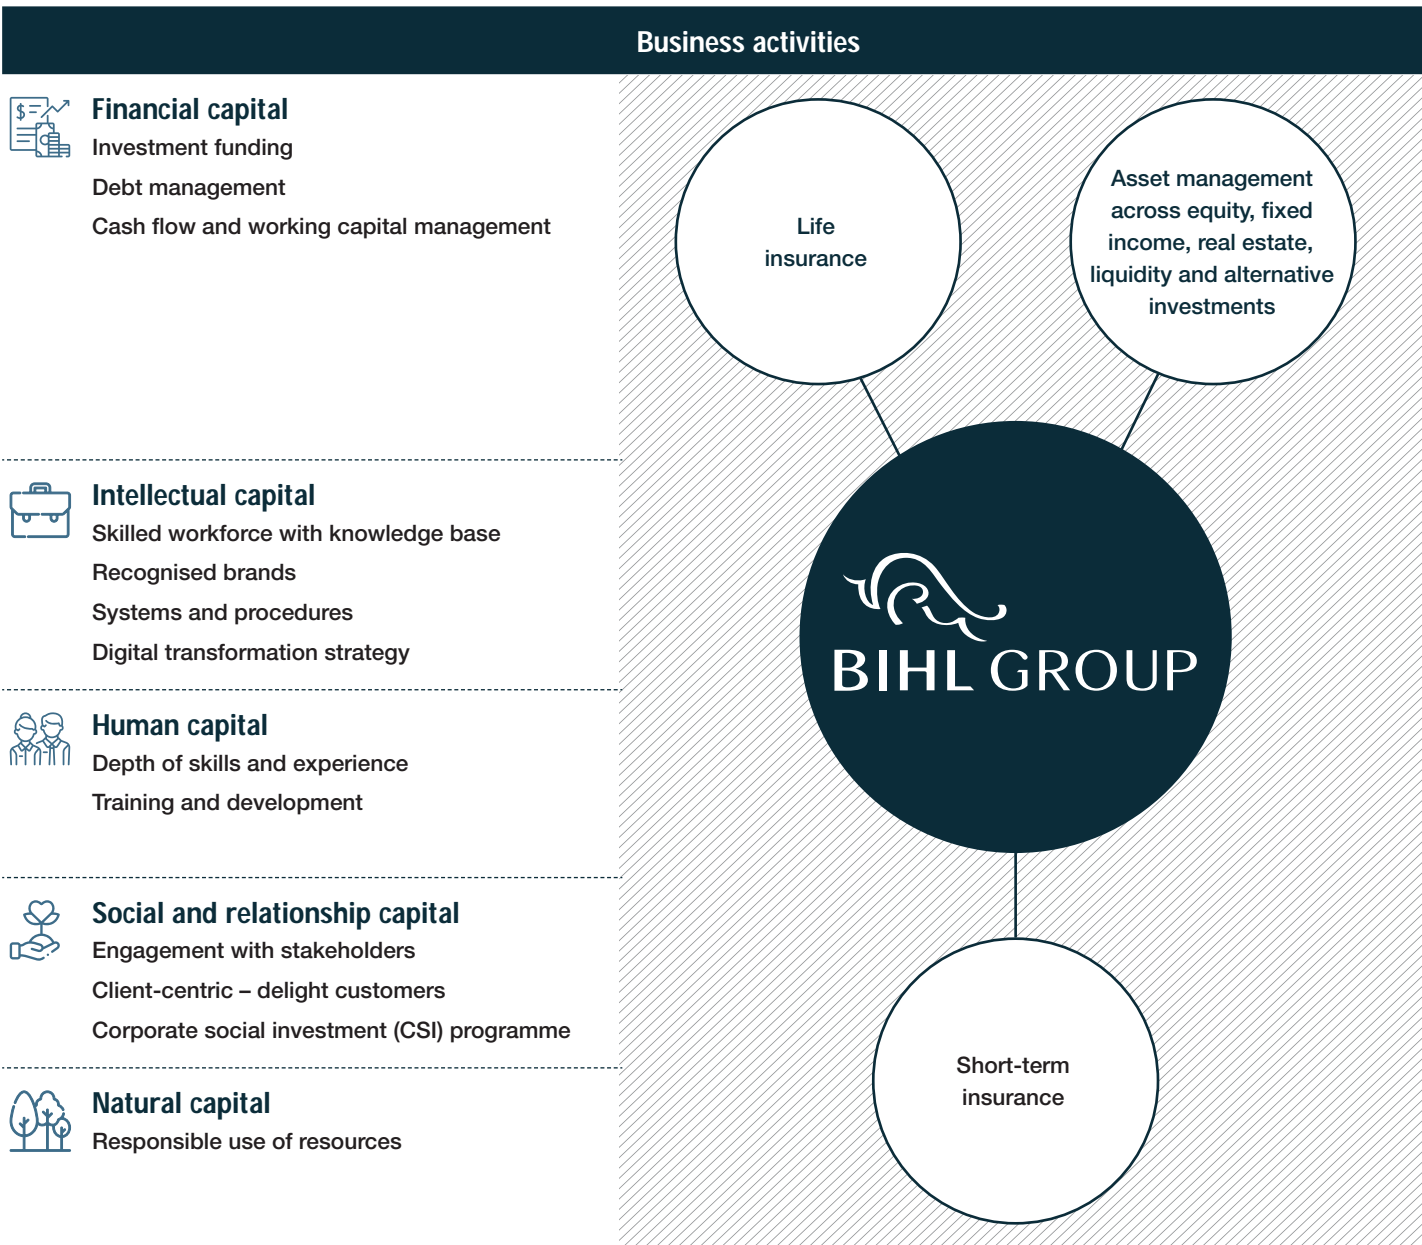 Business activities
Financial capital
Investment funding
Debt management
Cash flow and working capital management
Intellectual capital
Skilled workforce with knowledge base
Recognised brands
Systems and procedures
Digital transformation strategy
Human capital
Depth of skills and experience
Training and development
Social and relationship capital
Engagement with stakeholders
Client-centric – delight customers
Corporate social investment (CSI) programme
Natural capital
Responsible use of resources
Life
insurance
Asset management
across equity, fixed
income, real estate,
liquidity and alternative
investments
BIHL GROUP
Short-term
insurance